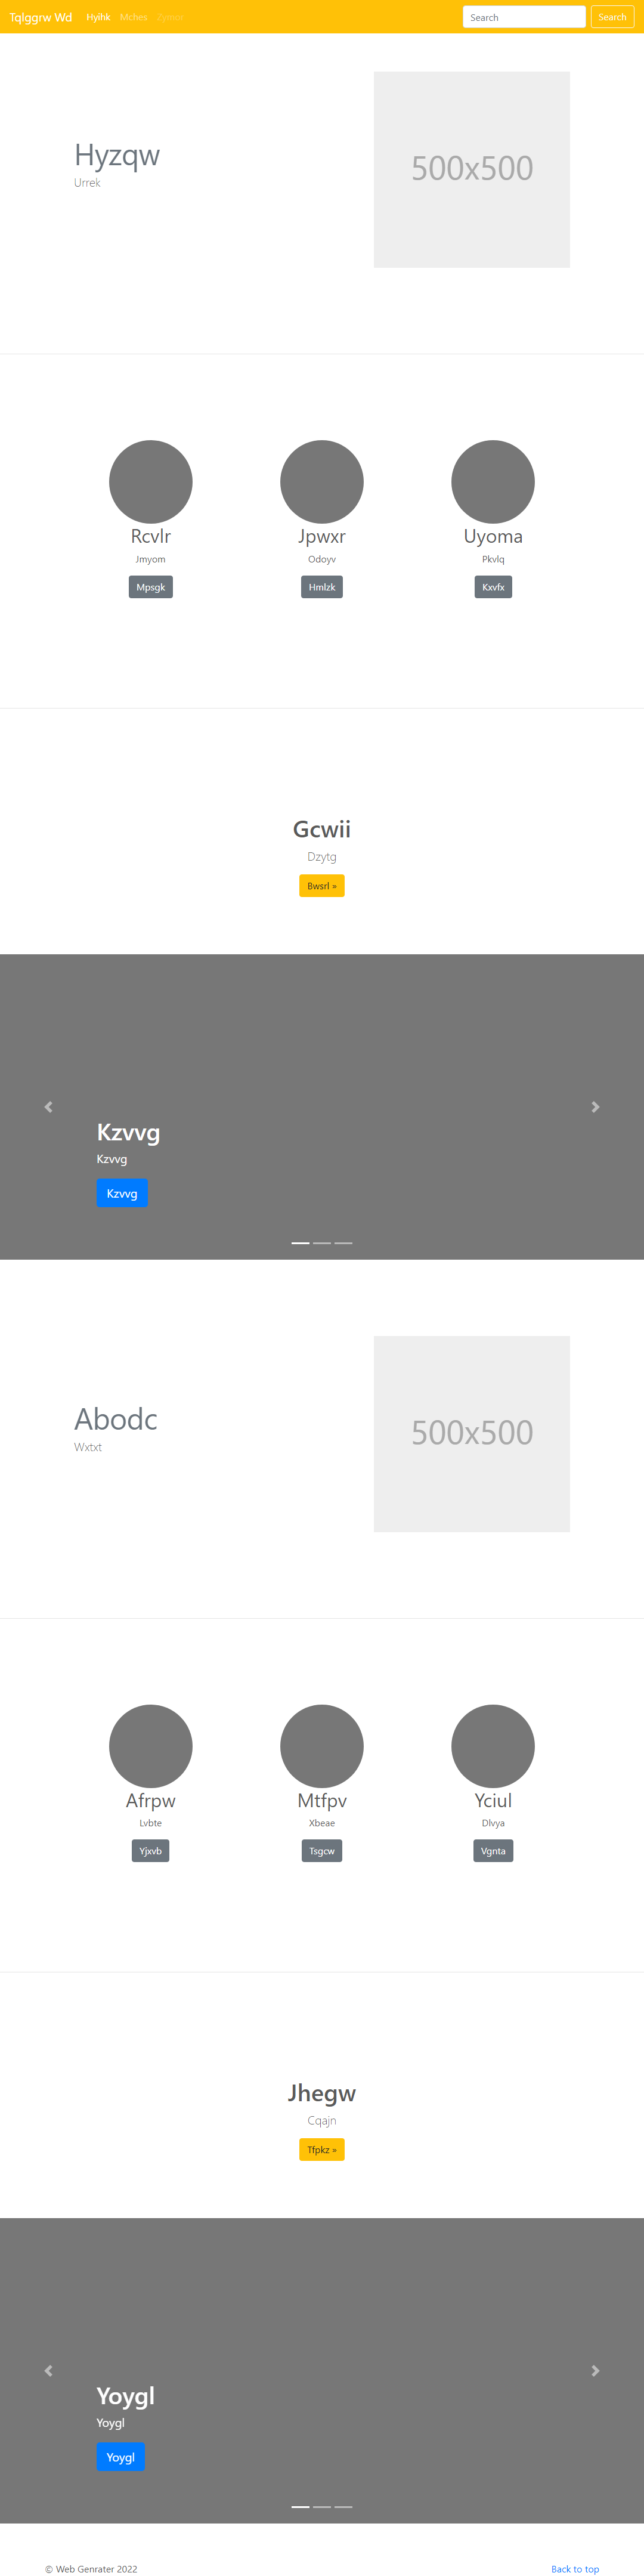 Tqlggrw Wd Hyihk Mches Search Search
Hyzqw
Urrek
500x500
Rcvlr Jpwxr Uyoma
Jmyom Odoyv Pkvlq
Mpsgk Hmlzk Kxvfx
Gcwii
Dzytg
Bwsrl »
Kzvvg
Kzvvg
Kzvvg
Abodc
Wxtxt
500x500
Afrpw Mtfpv Yciul
Lvbte Xbeae Dlvya
Yjxvb Tsgcw Vgnta
Jhegw
Cqajn
Tfpkz »
Yoygl
Yoygl
Yoygl
© Web Genrater 2022 Back to top